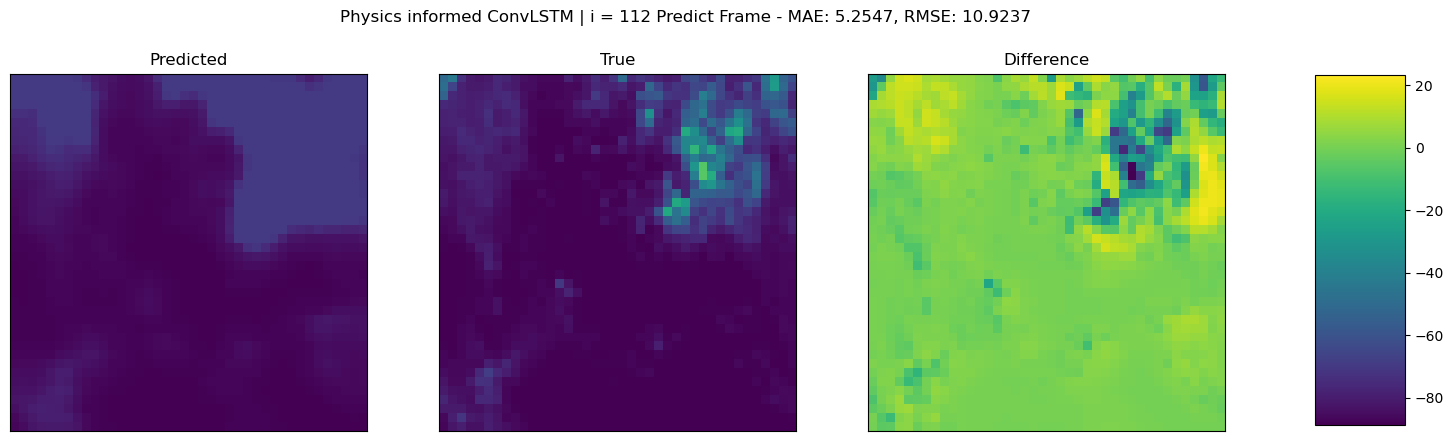 Physics informed ConvLSTM | i = 112 Predict Frame - MAE: 5.2547, RMSE: 10.9237
Predicted
True
Difference
20
0
−20
−40
−60
−80